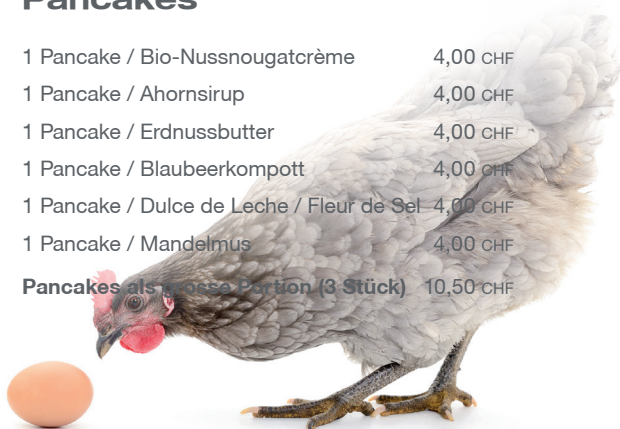 Pancakes
1 Pancake / Bio-Nussnougatcrème 4,00 CHF
1 Pancake / Ahornsirup 4,00 CHF
1 Pancake / Erdnussbutter 4,00 CHF
1 Pancake / Blaubeerkompott 4,00 CHF
1 Pancake / Dulce de Leche / Fleur de Sel 4,00 CHF
1 Pancake / Mandelmus 4,00 CHF
Pancakes als grosse Portion (3 Stück) 10,50 CHF